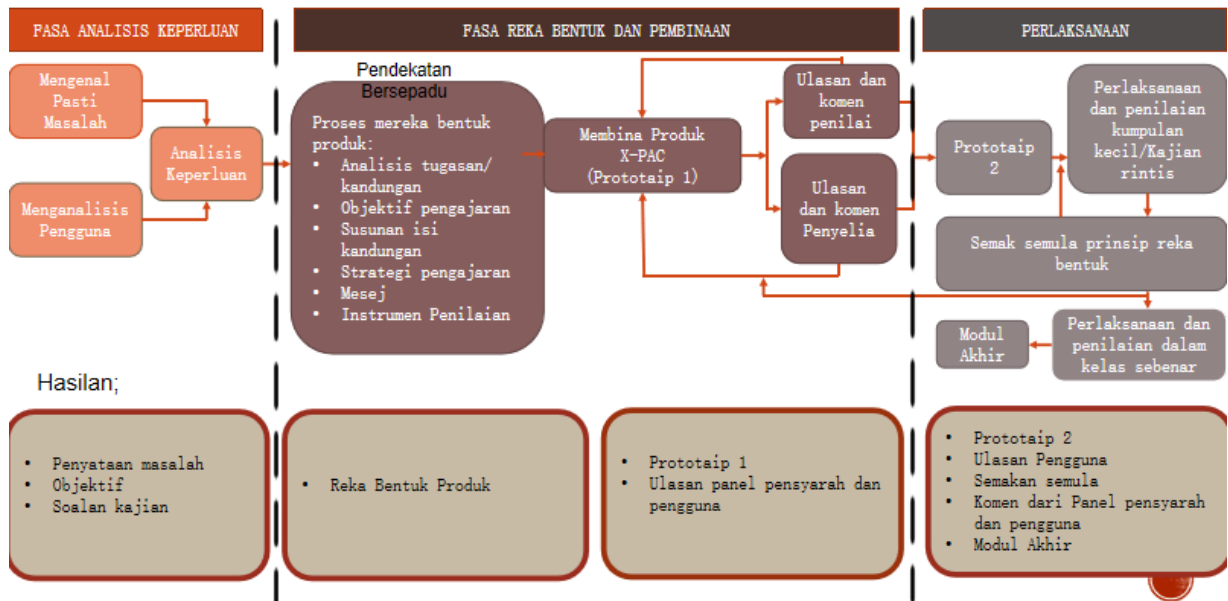 FASA ANALISIS KEPERLUAN
FASA REKA BENTUK DAN PEMBINAAN
PERLAKSANAAN
Mengenal
Pasti
Masalah
Menganalisis
Pengguna
Analisis
Keperluan
Pendekatan
Bersepadu
Proses mereka bentuk
produk:
• Analisis tugasan/
kandungan
• Objektif pengajaran
• Susunan isi
kandungan
• Strategi pengajaran
• Mesej
• Instrumen Penilaian
Membina Produk
X-PAC
(Prototaip 1)
Ulasan dan
komen
penilai
Ulasan
dan komen
Penyelia
Prototaip
2
Perlaksanaan
dan penilaian
kumpulan
kecil/Kajian
rintis
Semak semula prinsip reka
bentuk
Perlaksanaan dan
penilaian dalam
kelas sebenar
Modul
Akhir
Hasilan;
• Penyataan masalah
• Objektif
• Soalan kajian
• Reka Bentuk Produk
• Prototaip 1
• Ulasan panel pensyarah dan
pengguna
• Prototaip 2
• Ulasan Pengguna
• Semakan semula
• Komen dari Panel pensyarah
dan pengguna
• Modul Akhir